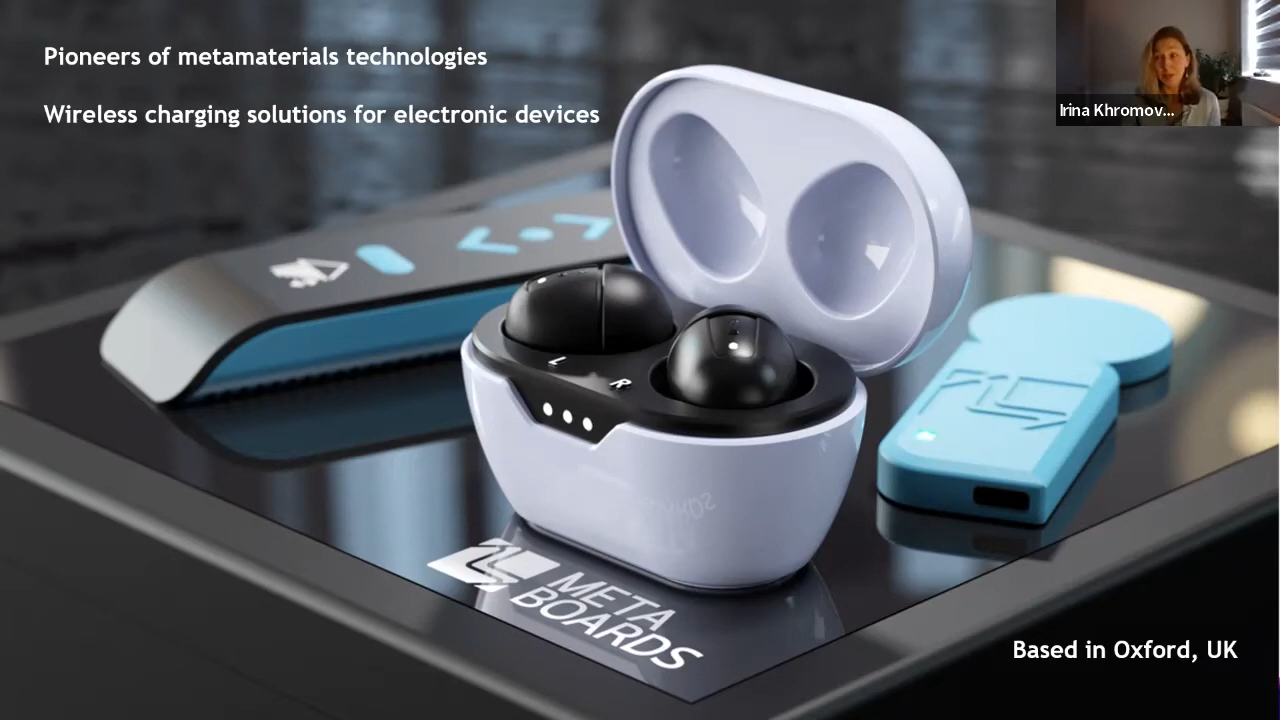 Pioneers of metamaterials technologies
Irina Khromov...
Wireless charging solutions for electronic devices
L
R
META
BOARDS
Based in Oxford, UK